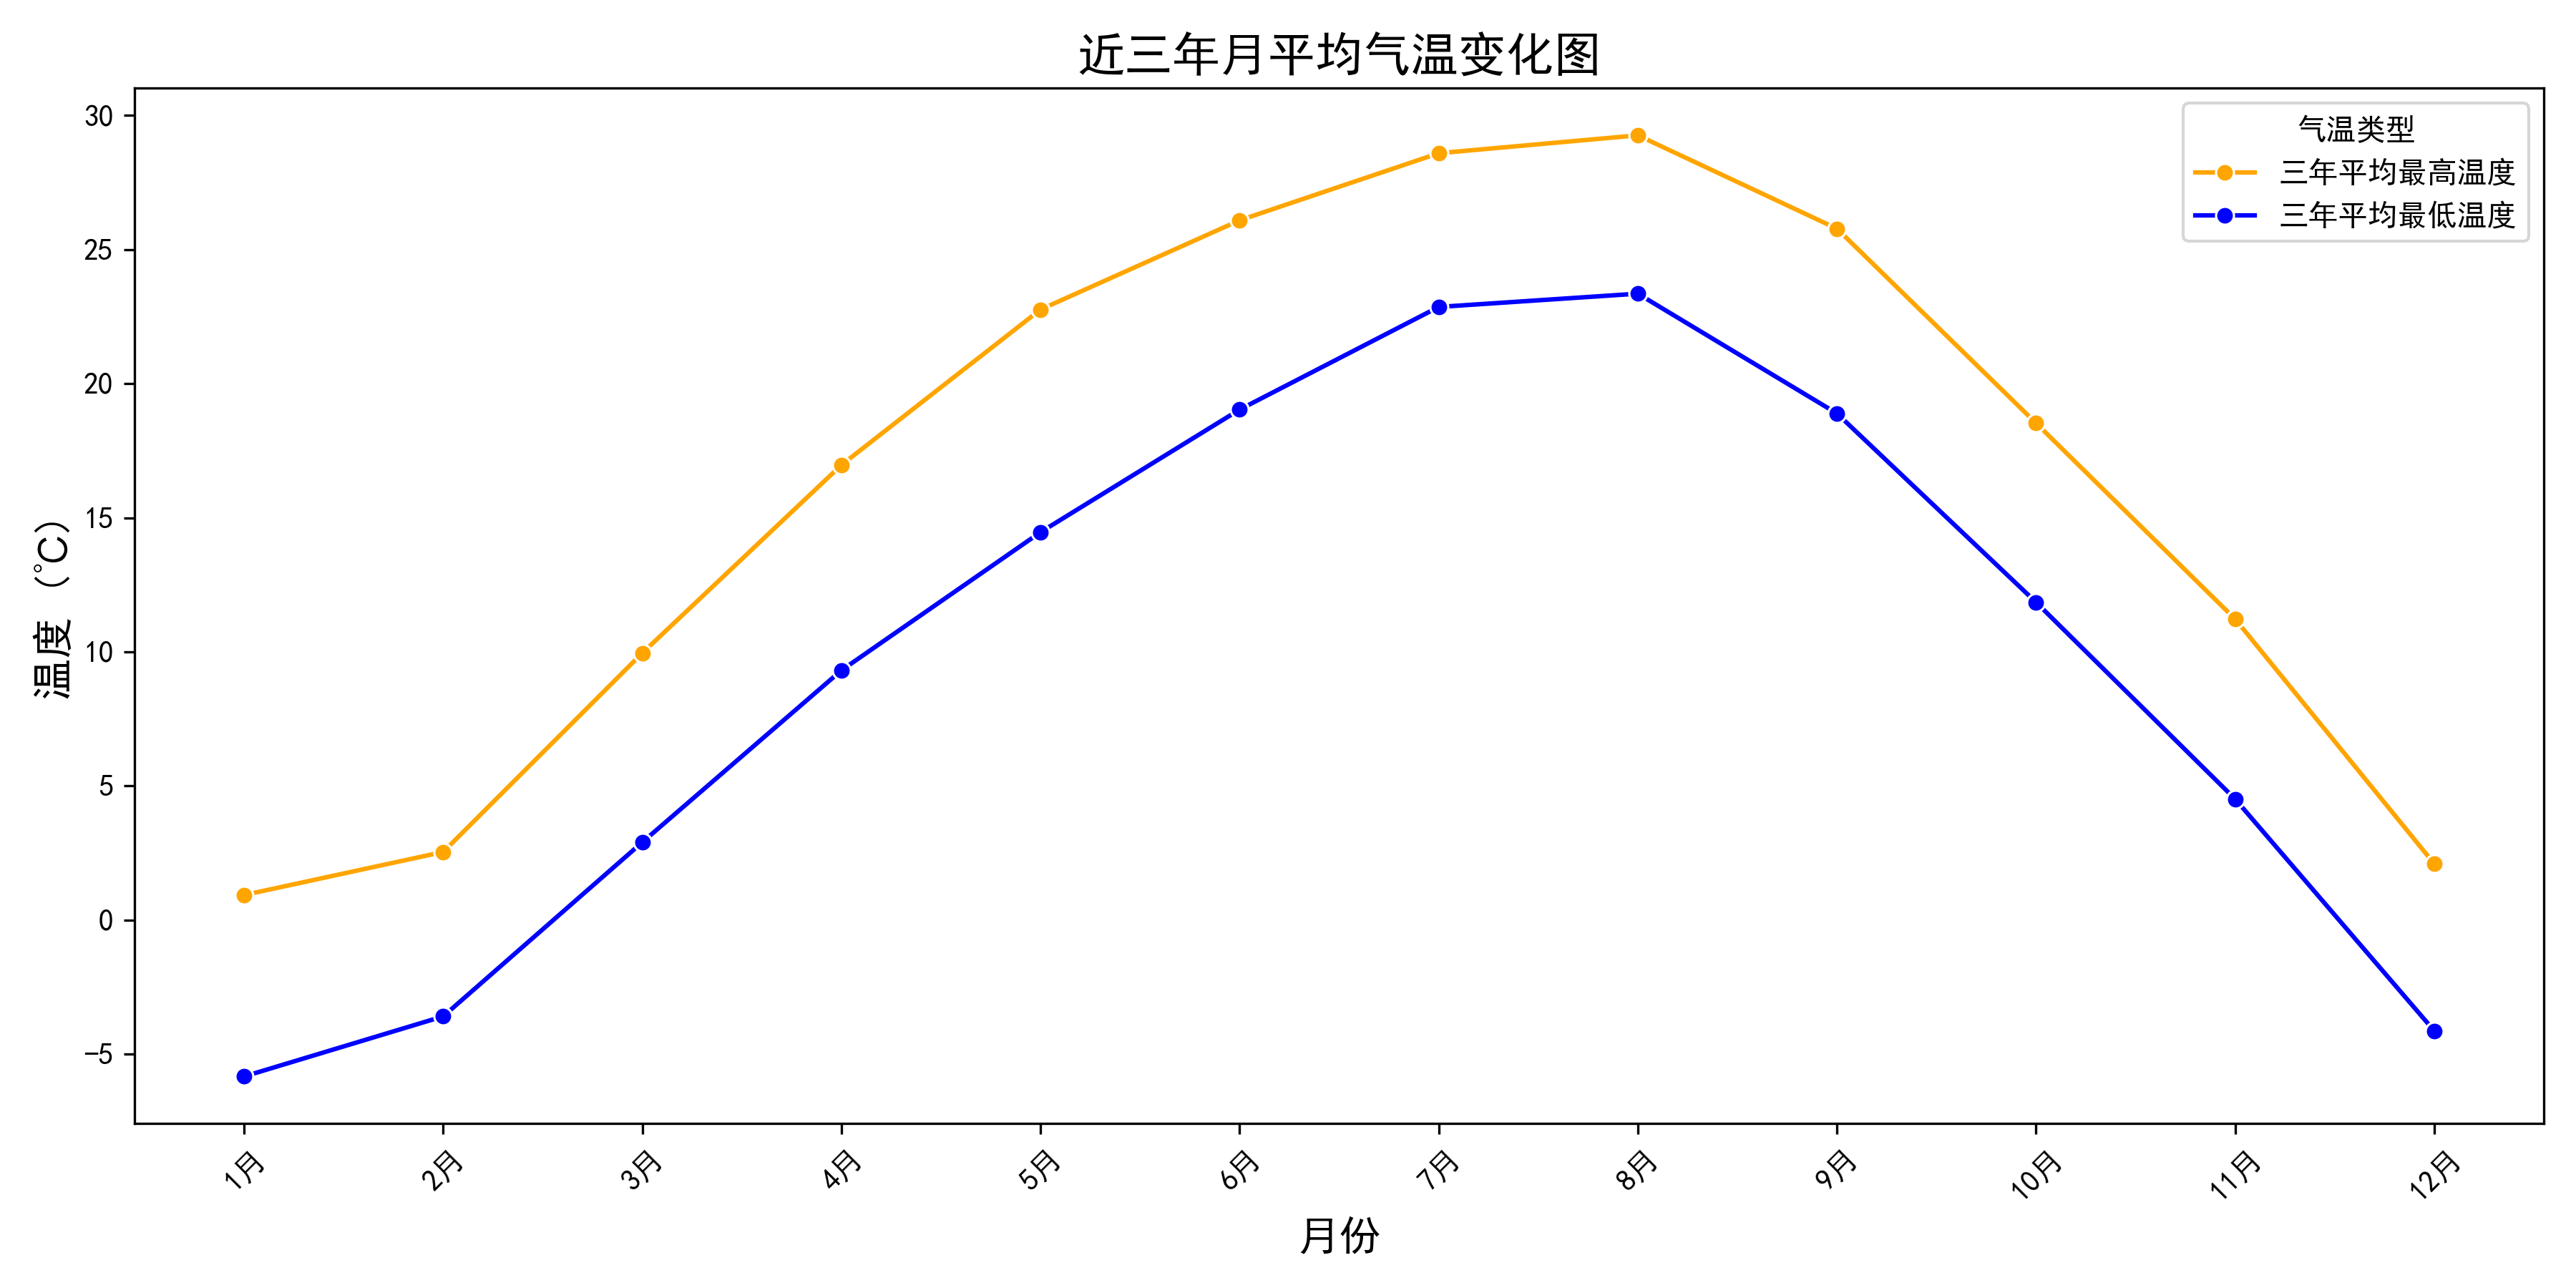 近三年月平均气温变化图
30
25
20
15
10
5
0
−5
温度 (°C)
气温类型
三年平均最高温度
三年平均最低温度
1月
2月
3月
4月
5月
6月
7月
8月
9月
10月
11月
12月
月份